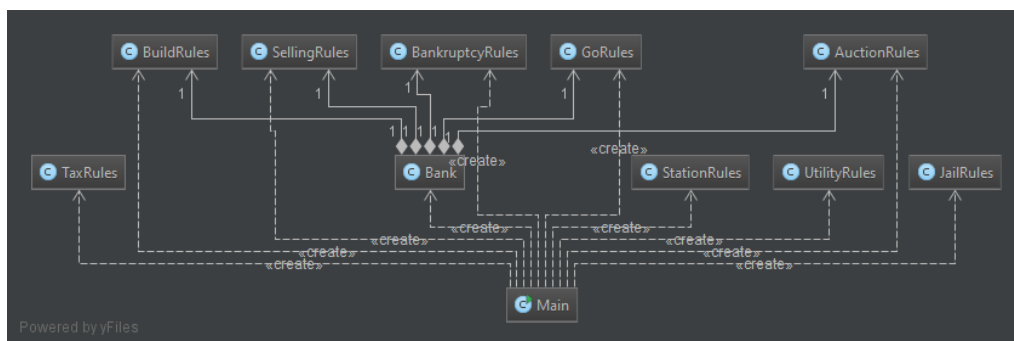 C BuildRules
C SellingRules
C BankruptcyRules
C GoRules
C AuctionRules
1
1
1
1
1
1
1
1
1
1
«create»
«create»
C TaxRules
C Bank
C StationRules
C UtilityRules
C JailRules
«create»
«create»
«create»
«create»
«create»
«create»
«create»
«create»
C Main
Powered by yFiles